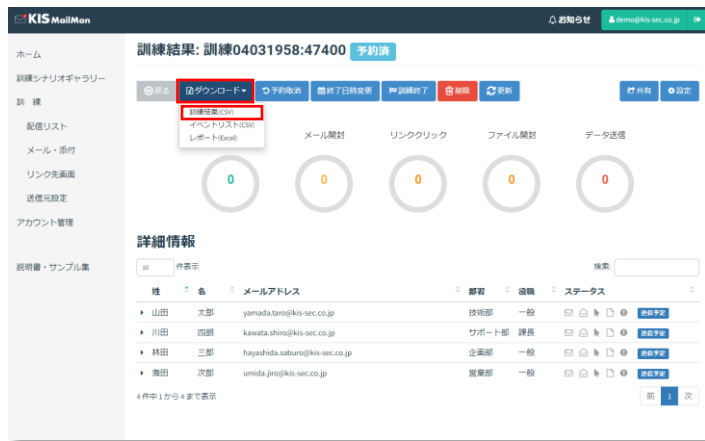 KIS MailMon
お知らせ demo@kis-sec.co.jp
ホーム
訓練シナリオギャラリー
訓 練
配信リスト
メール・添付
リンク先画面
送信元設定
アカウント管理
説明書・サンプル集
訓練結果: 訓練04031958:47400 予約済
戻る ダウンロード 予約取消 終了日時変更 訓練終了 削除 更新 共有 設定
訓練結果(CSV)
イベントリスト(CSV)
レポート(Excel)
メール開封 リンククリック ファイル開封 データ送信
0 0 0 0 0
詳細情報
10 件表示 検索:
姓 名 メールアドレス 部署 役職 ステータス
山田 太郎 yamada.taro@kis-sec.co.jp 技術部 一般 送信予定
川田 四朗 kawata.shiro@kis-sec.co.jp サポート部 課長 送信予定
林田 三郎 hayashida.saburo@kis-sec.co.jp 企画部 一般 送信予定
海田 次郎 umida.jiro@kis-sec.co.jp 営業部 一般 送信予定
4 件中 1 から 4 まで表示 前 1 次